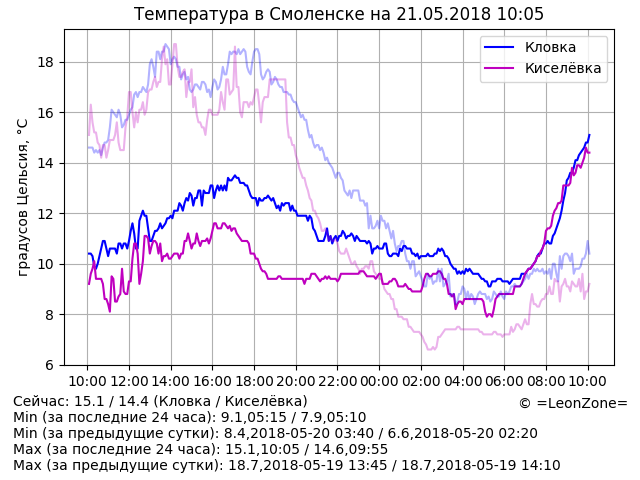 Температура в Смоленске на 21.05.2018 10:05
Кловка
Киселёвка
градусов Цельсия, °C
18
16
14
12
10
8
6
10:00 12:00 14:00 16:00 18:00 20:00 22:00 00:00 02:00 04:00 06:00 08:00 10:00
Сейчас: 15.1 / 14.4 (Кловка / Киселёвка)
© =LeonZone=
Min (за последние 24 часа): 9.1,05:15 / 7.9,05:10
Min (за предыдущие сутки): 8.4,2018-05-20 03:40 / 6.6,2018-05-20 02:20
Max (за последние 24 часа): 15.1,10:05 / 14.6,09:55
Max (за предыдущие сутки): 18.7,2018-05-19 13:45 / 18.7,2018-05-19 14:10